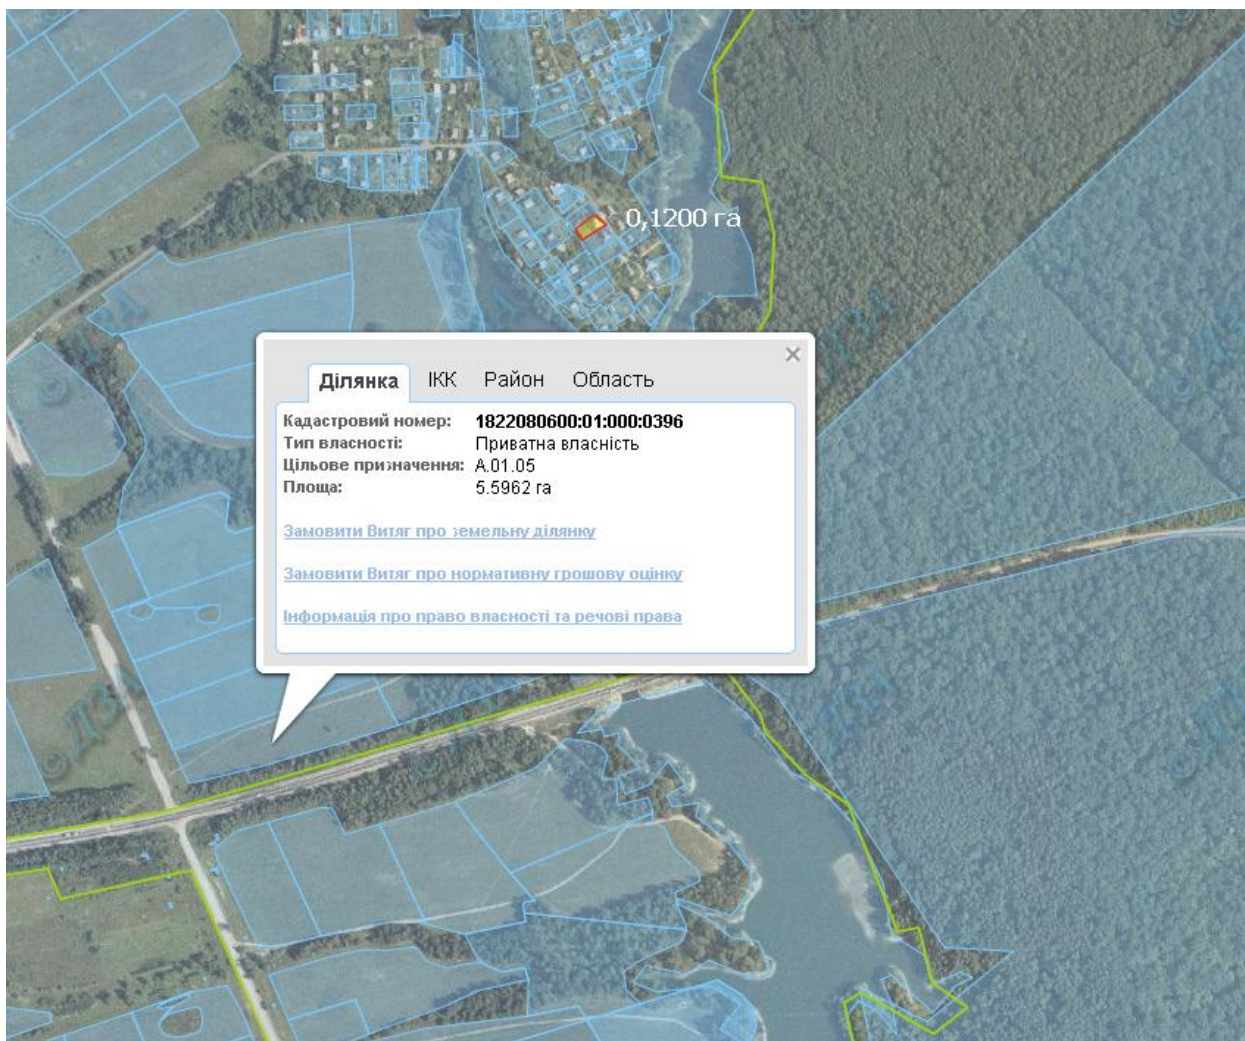 0,1200 га
Ділянка ІКК Район Область
Кадастровий номер: 1822080600:01:000:0396
Тип власності: Приватна власність
Цільове призначення: А.01.05
Площа: 5.5962 га
Замовити Витяг про земельну ділянку
Замовити Витяг про нормативну грошову оцінку
Інформація про право власності та речові права
© ДЗЛ